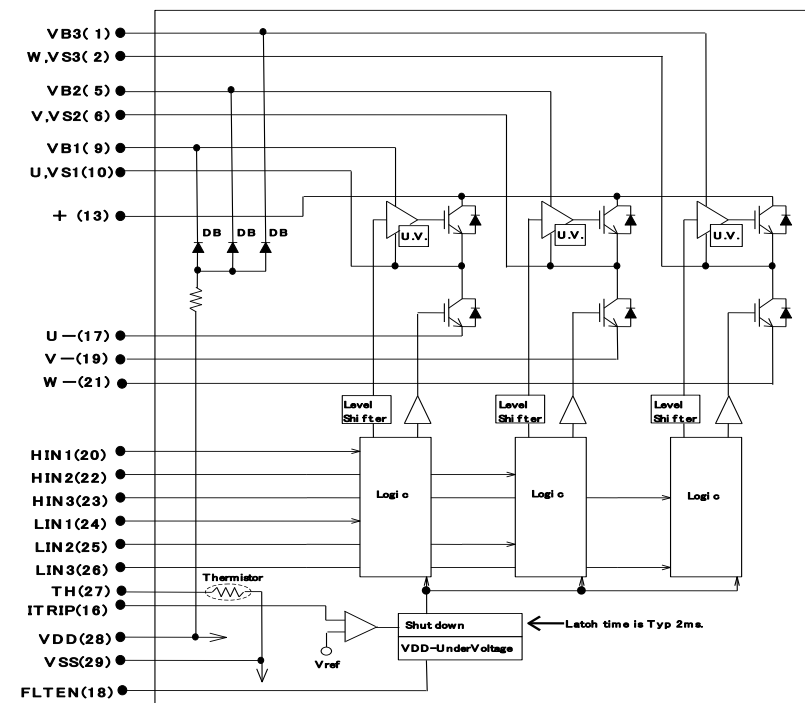 VB3( 1)
W,VS3( 2)
VB2( 5)
V,VS2( 6)
VB1( 9)
U,VS1(10)
+ (13)
DB DB DB
U.V. U.V. U.V.
U－(17)
V－(19)
W－(21)
Level Shifter
Level Shifter
Level Shifter
HIN1(20)
HIN2(22)
HIN3(23)
LIN1(24)
LIN2(25)
LIN3(26)
Logic Logic Logic
Thermistor
TH(27)
ITRIP(16)
VDD(28)
VSS(29)
FLTEN(18)
Vref
Shutdown
VDD-UnderVoltage
Latch time is Typ 2ms.